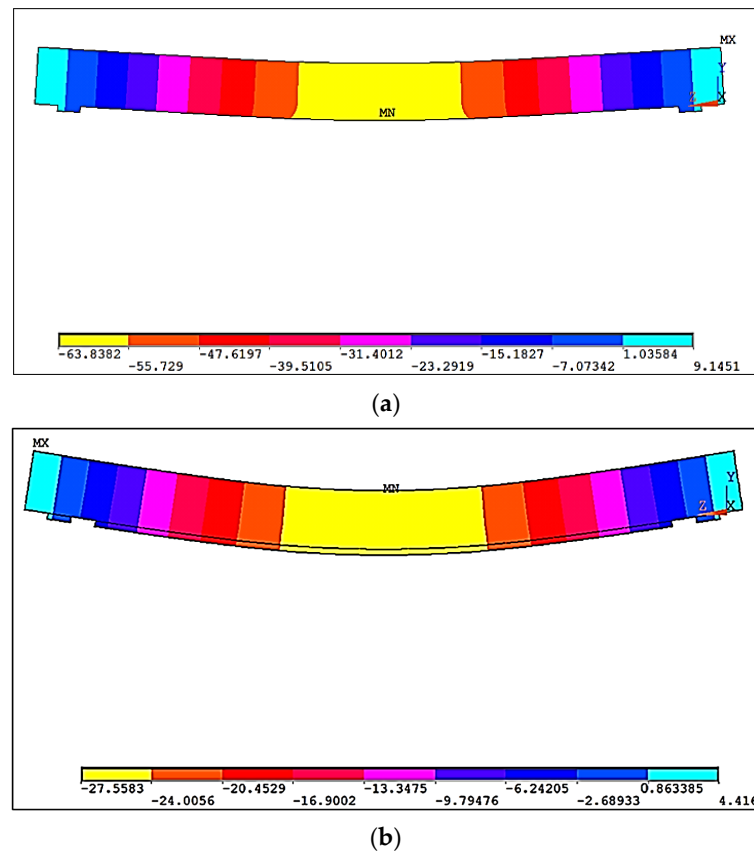 MX
Y
Z
X
MN
-63.8382 -47.6197 -31.4012 -15.1827 1.03584
-55.729 -39.5105 -23.2919 -7.07342 9.1451
(a)
MX
MN
Y
Z
X
-27.5583 -20.4529 -13.3475 -6.24205 0.863385
-24.0056 -16.9002 -9.79476 -2.68933 4.416
(b)